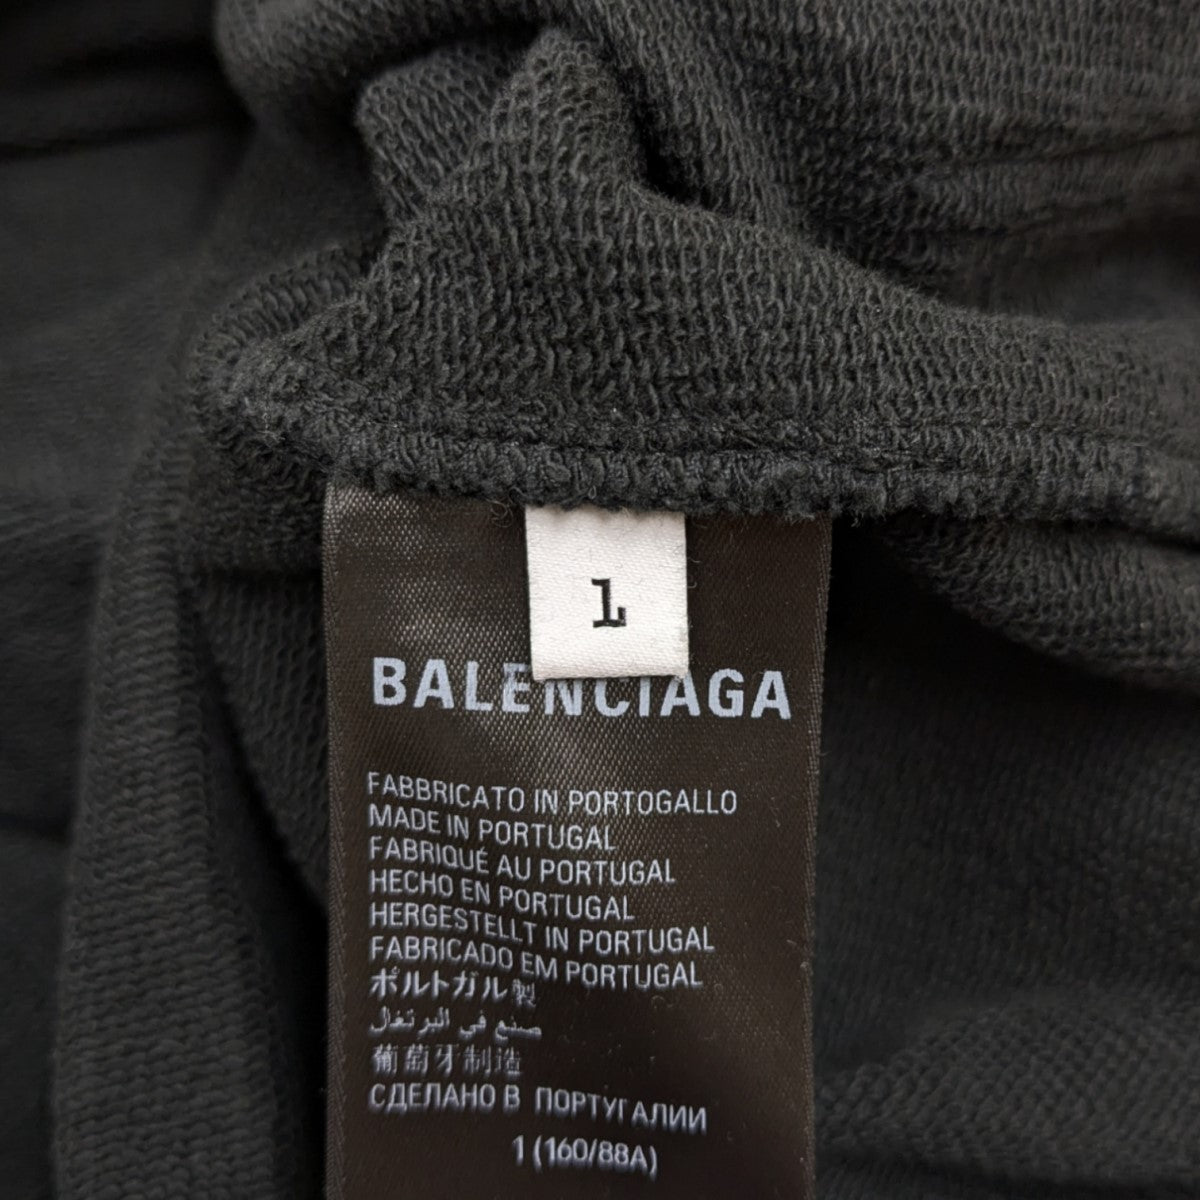 1
BALENCIAGA
FABBRICATO IN PORTOGALLO
MADE IN PORTUGAL
FABRIQUÉ AU PORTUGAL
HECHO EN PORTUGAL
HERGESTELLT IN PORTUGAL
FABRICADO EM PORTUGAL
ポルトガル製
صنع في البرتغال
葡萄牙制造
СДЕЛАНО В ПОРТУГАЛИИ
1 (160/88A)